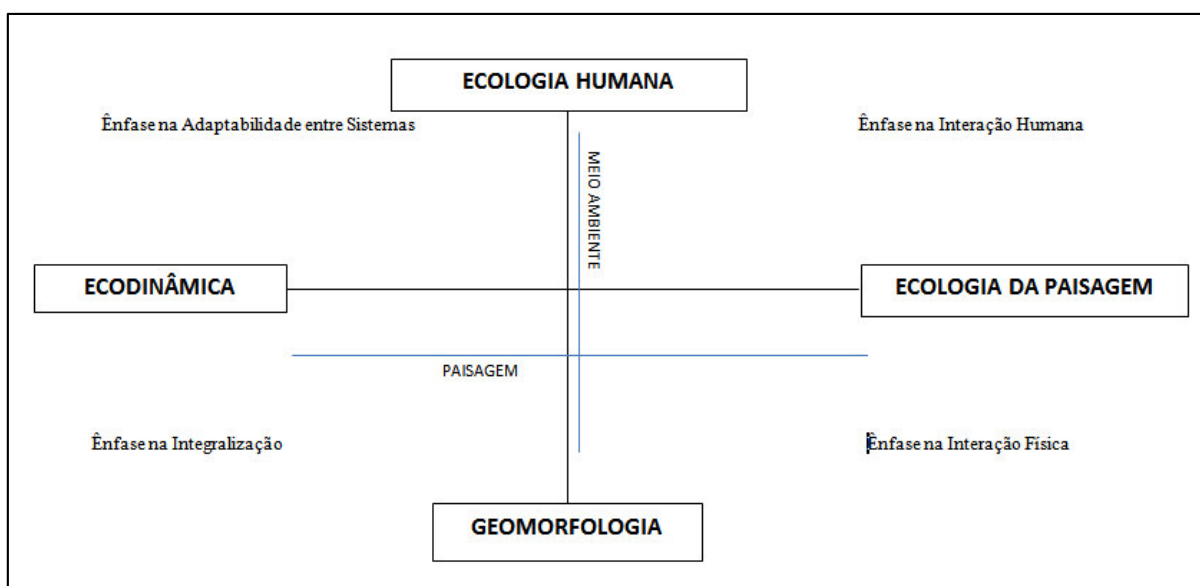 ECOLOGIA HUMANA
Ênfase na Adaptabilidade entre Sistemas
Ênfase na Interação Humana
MEIO AMBIENTE
ECODINÂMICA
ECOLOGIA DA PAISAGEM
PAISAGEM
Ênfase na Integralização
Ênfase na Interação Física
GEOMORFOLOGIA